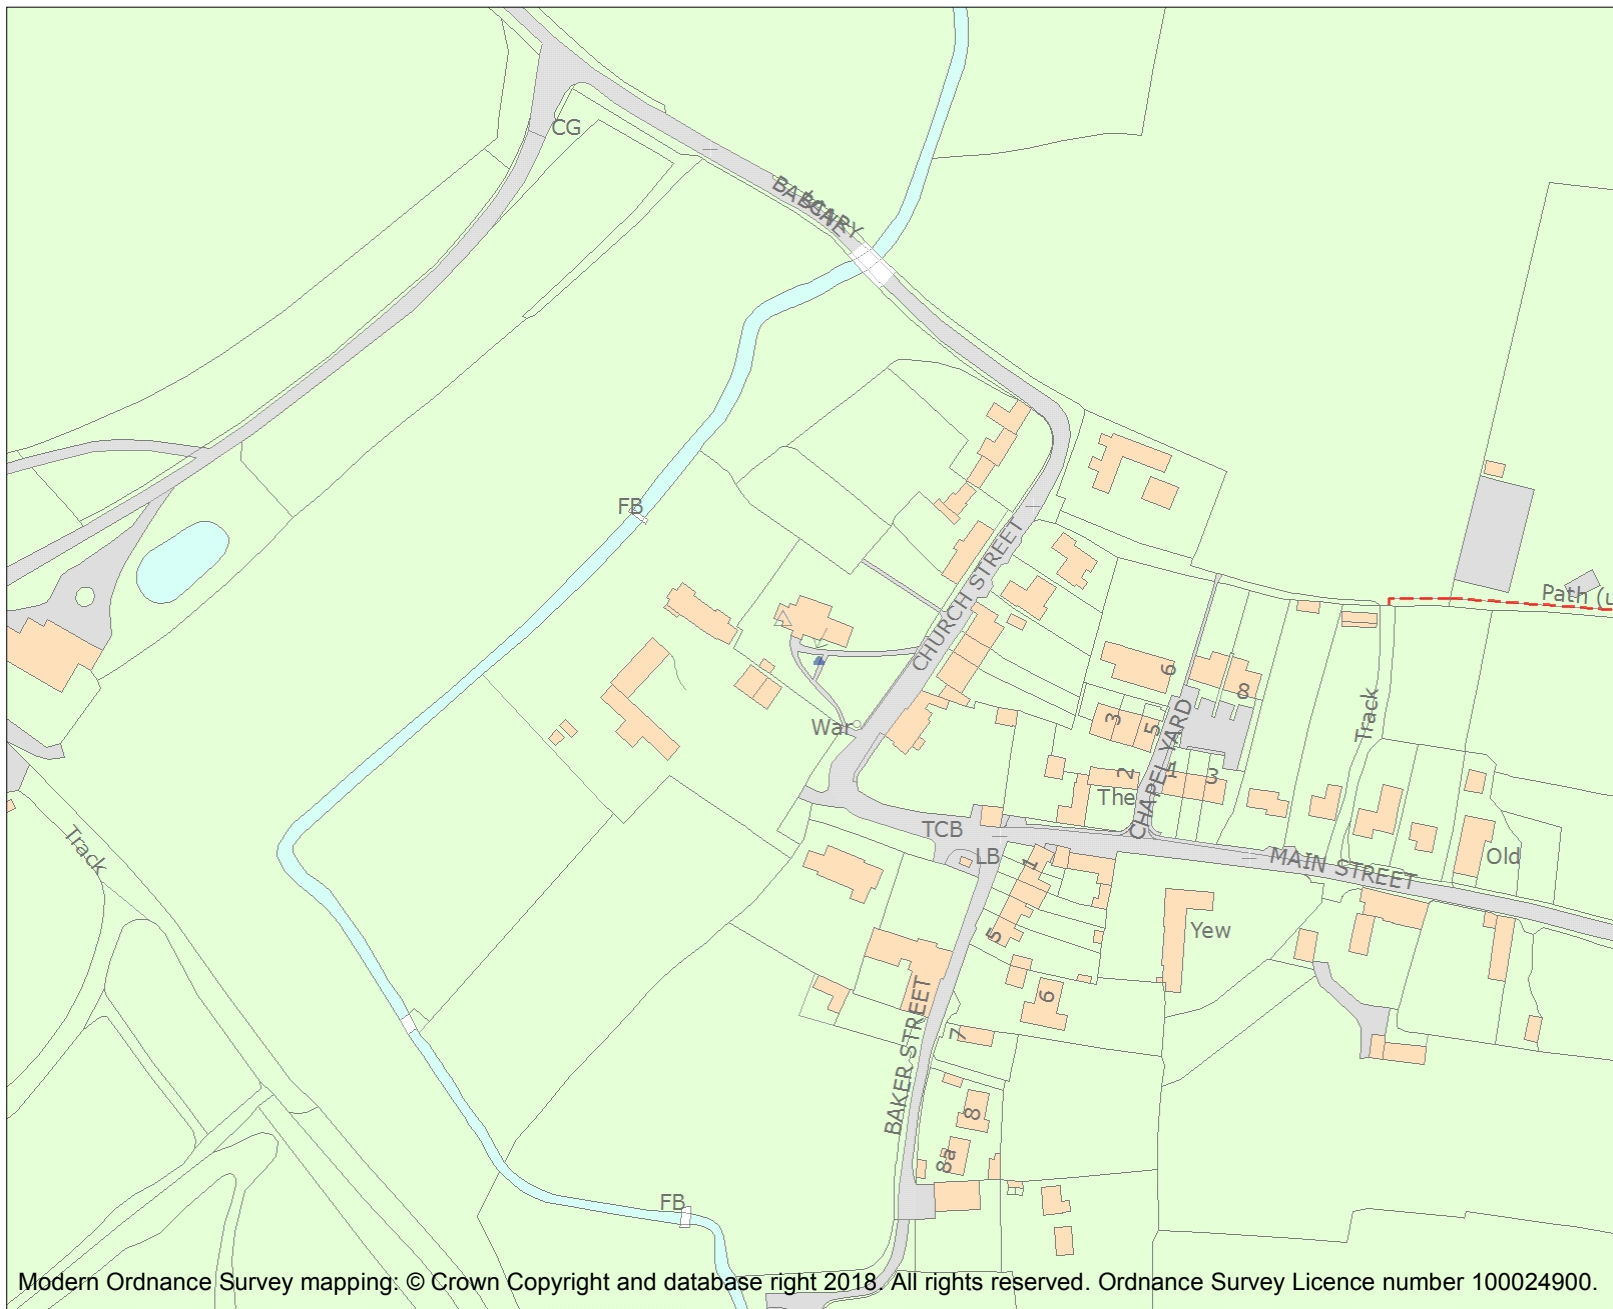 CG
BABCARY
LANE
FB
CHURCH STREET
Path (u
6
8
Track
3
5
War
CHAPEL YARD
2
1
3
The
TCB
LB
1
MAIN STREET
Old
Track
5
Yew
6
7
BAKER STREET
8
8a
FB
Modern Ordnance Survey mapping: © Crown Copyright and database right 2018. All rights reserved. Ordnance Survey Licence number 100024900.